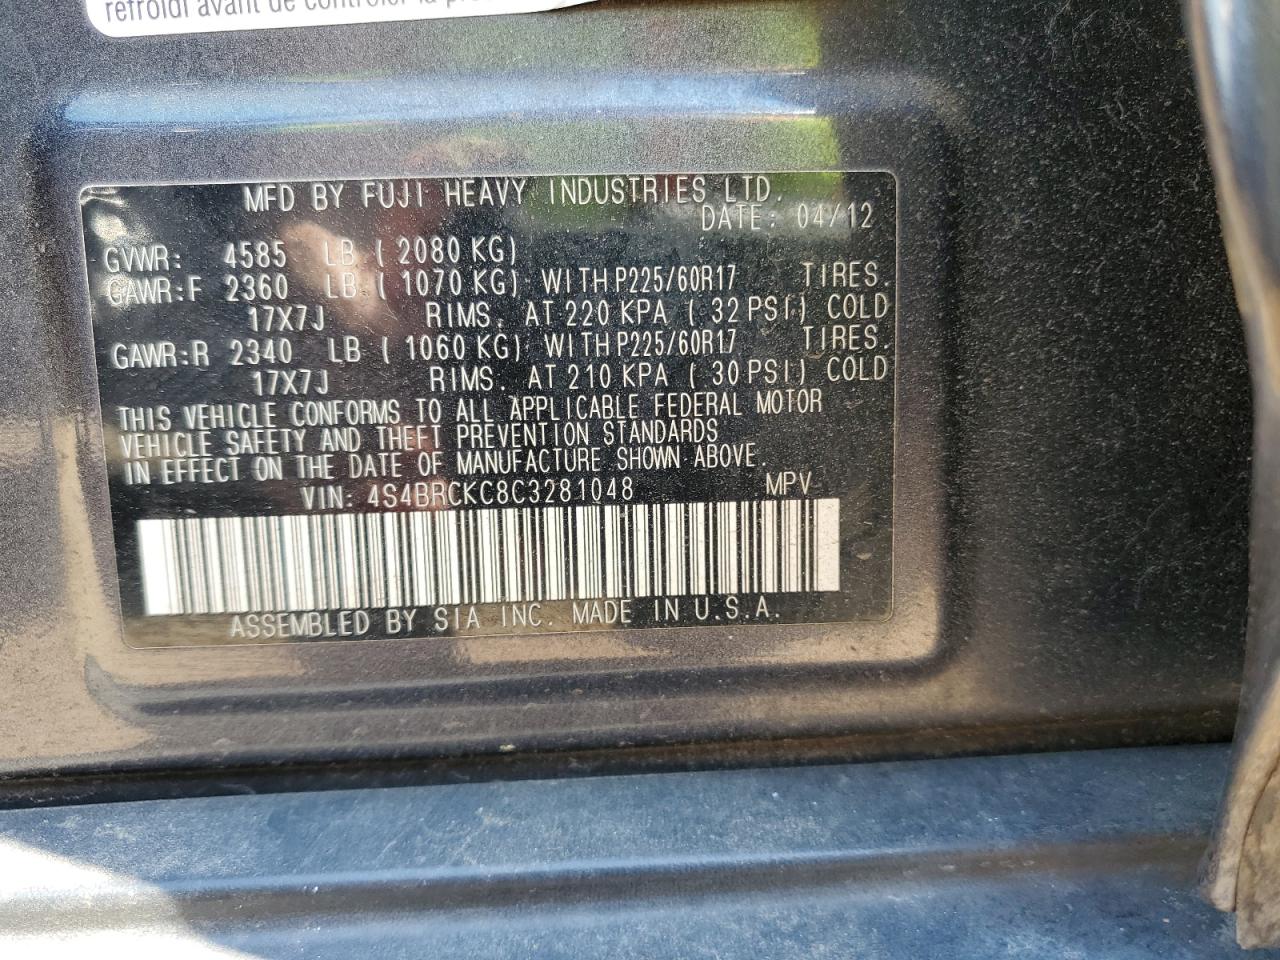 refroidi avant de contrôler la
MFD BY FUJI HEAVY INDUSTRIES LTD.
DATE: 04/12
GVWR: 4585 LB ( 2080 KG)
GAWR:F 2360 LB ( 1070 KG) WITH P225/60R17 TIRES.
17X7J RIMS. AT 220 KPA ( 32 PSI) COLD
GAWR:R 2340 LB ( 1060 KG) WITH P225/60R17 TIRES.
17X7J RIMS. AT 210 KPA ( 30 PSI) COLD
THIS VEHICLE CONFORMS TO ALL APPLICABLE FEDERAL MOTOR
VEHICLE SAFETY AND THEFT PREVENTION STANDARDS
IN EFFECT ON THE DATE OF MANUFACTURE SHOWN ABOVE.
VIN: 4S4BRCKC8C3281048 MPV
ASSEMBLED BY SIA INC. MADE IN U.S.A.